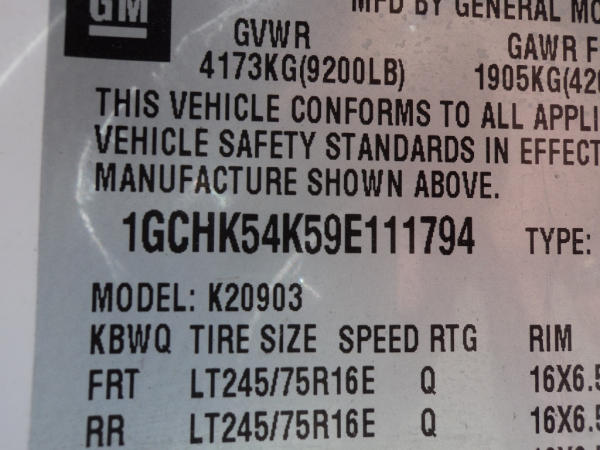 GM
MFD BY GENERAL MO
GVWR GAWR F
4173KG(9200LB) 1905KG(420
THIS VEHICLE CONFORMS TO ALL APPLI
VEHICLE SAFETY STANDARDS IN EFFECT
MANUFACTURE SHOWN ABOVE.
1GCHK54K59E111794 TYPE:
MODEL: K20903
KBWQ TIRE SIZE SPEED RTG RIM
FRT LT245/75R16E Q 16X6.5
RR LT245/75R16E Q 16X6.5